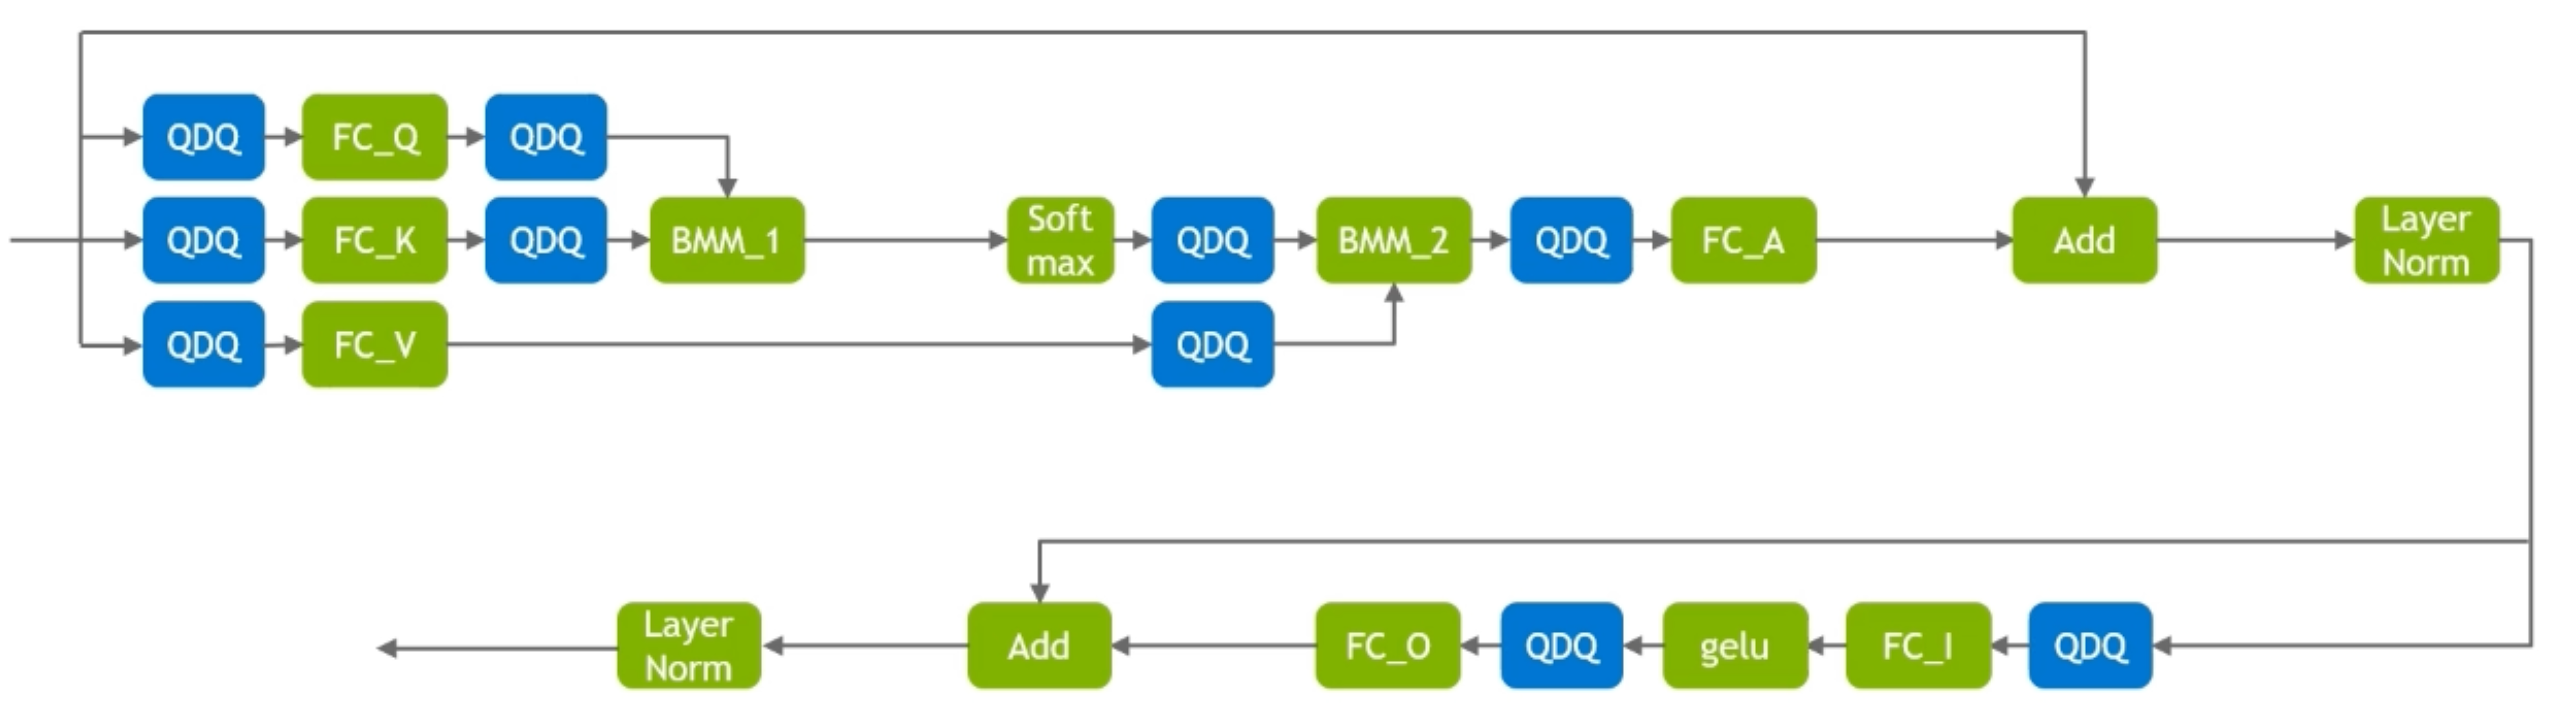 QDQ
FC_Q
QDQ
QDQ
FC_K
QDQ
BMM_1
Soft
max
QDQ
BMM_2
QDQ
FC_A
Add
Layer
Norm
QDQ
FC_V
QDQ
Layer
Norm
Add
FC_O
QDQ
gelu
FC_I
QDQ